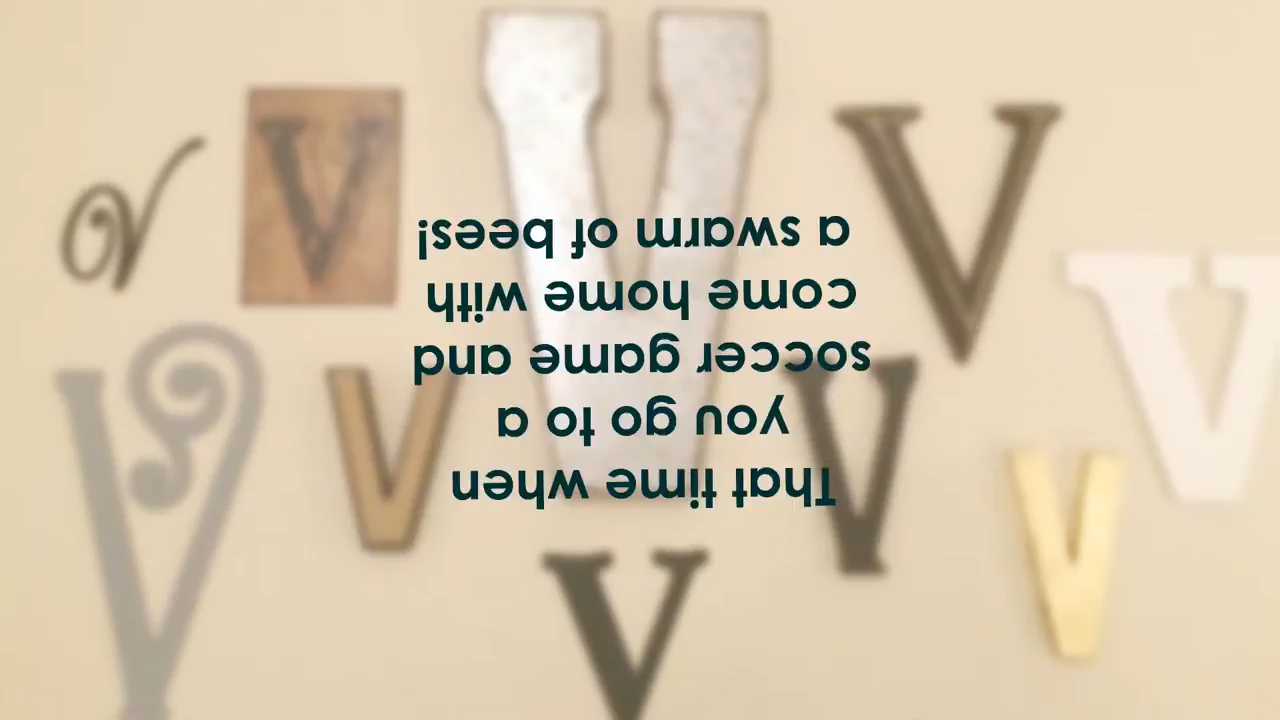 That time when
you go to a
soccer game and
come home with
a swarm of bees!
V
V
V
V
V
V
V
V
V
V